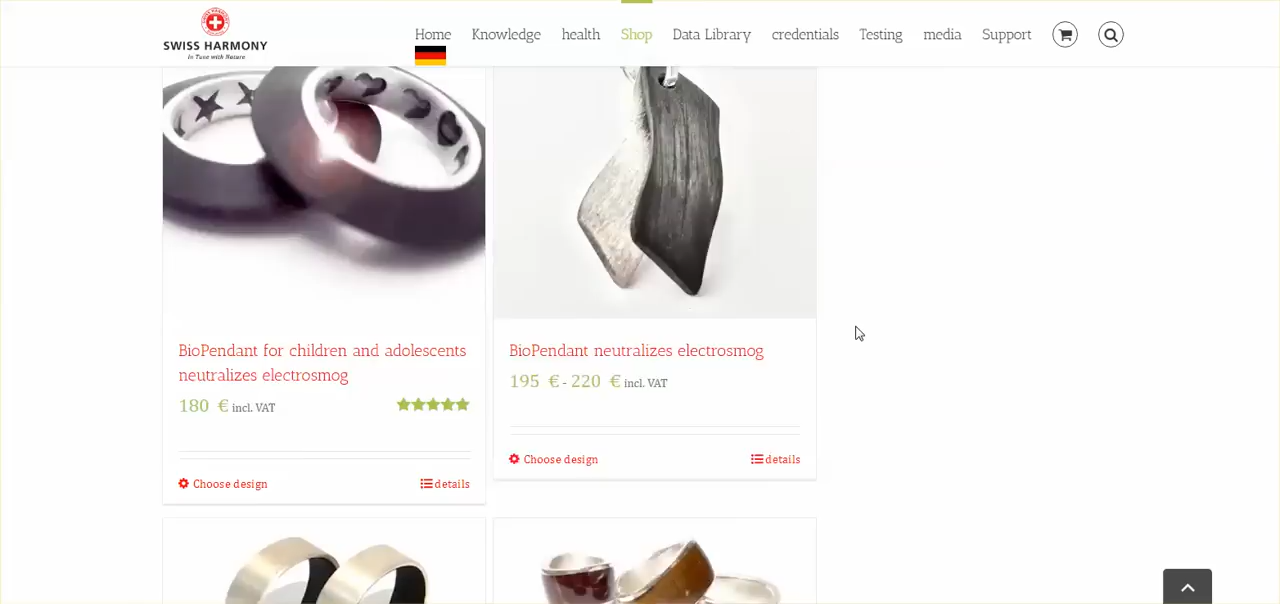 SWISS HARMONY
SWISS HARMONY
In Tune with Nature
Home Knowledge health Shop Data Library credentials Testing media Support
BioPendant for children and adolescents
neutralizes electrosmog
180 € incl. VAT
Choose design details
BioPendant neutralizes electrosmog
195 € - 220 € incl. VAT
Choose design details